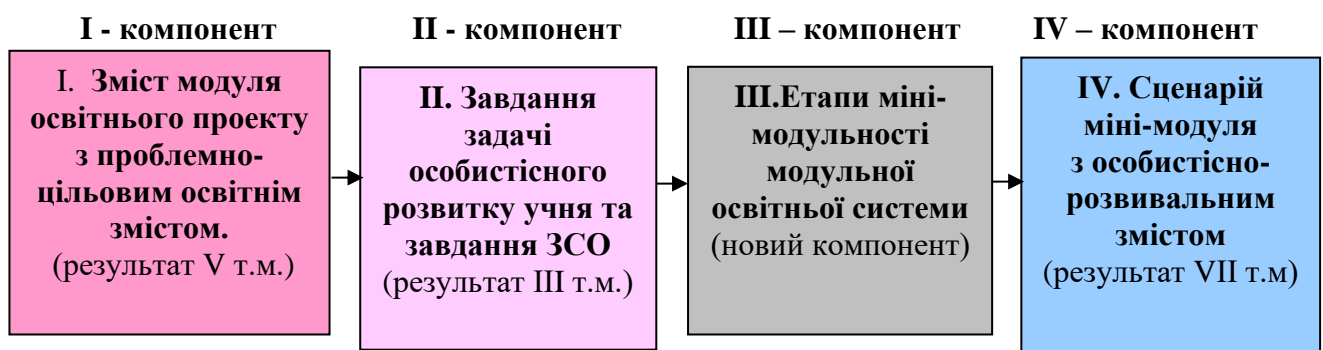 I - компонент
II - компонент
III – компонент
IV – компонент
I. Зміст модуля
освітнього проекту
з проблемно-
цільовим освітнім
змістом.
(результат V т.м.)
II. Завдання
задачі
особистісного
розвитку учня та
завдання ЗСО
(результат III т.м.)
III.Етапи міні-
модульності
модульної
освітньої системи
(новий компонент)
IV. Сценарій
міні-модуля
з особистісно-
розвивальним
змістом
(результат VII т.м)